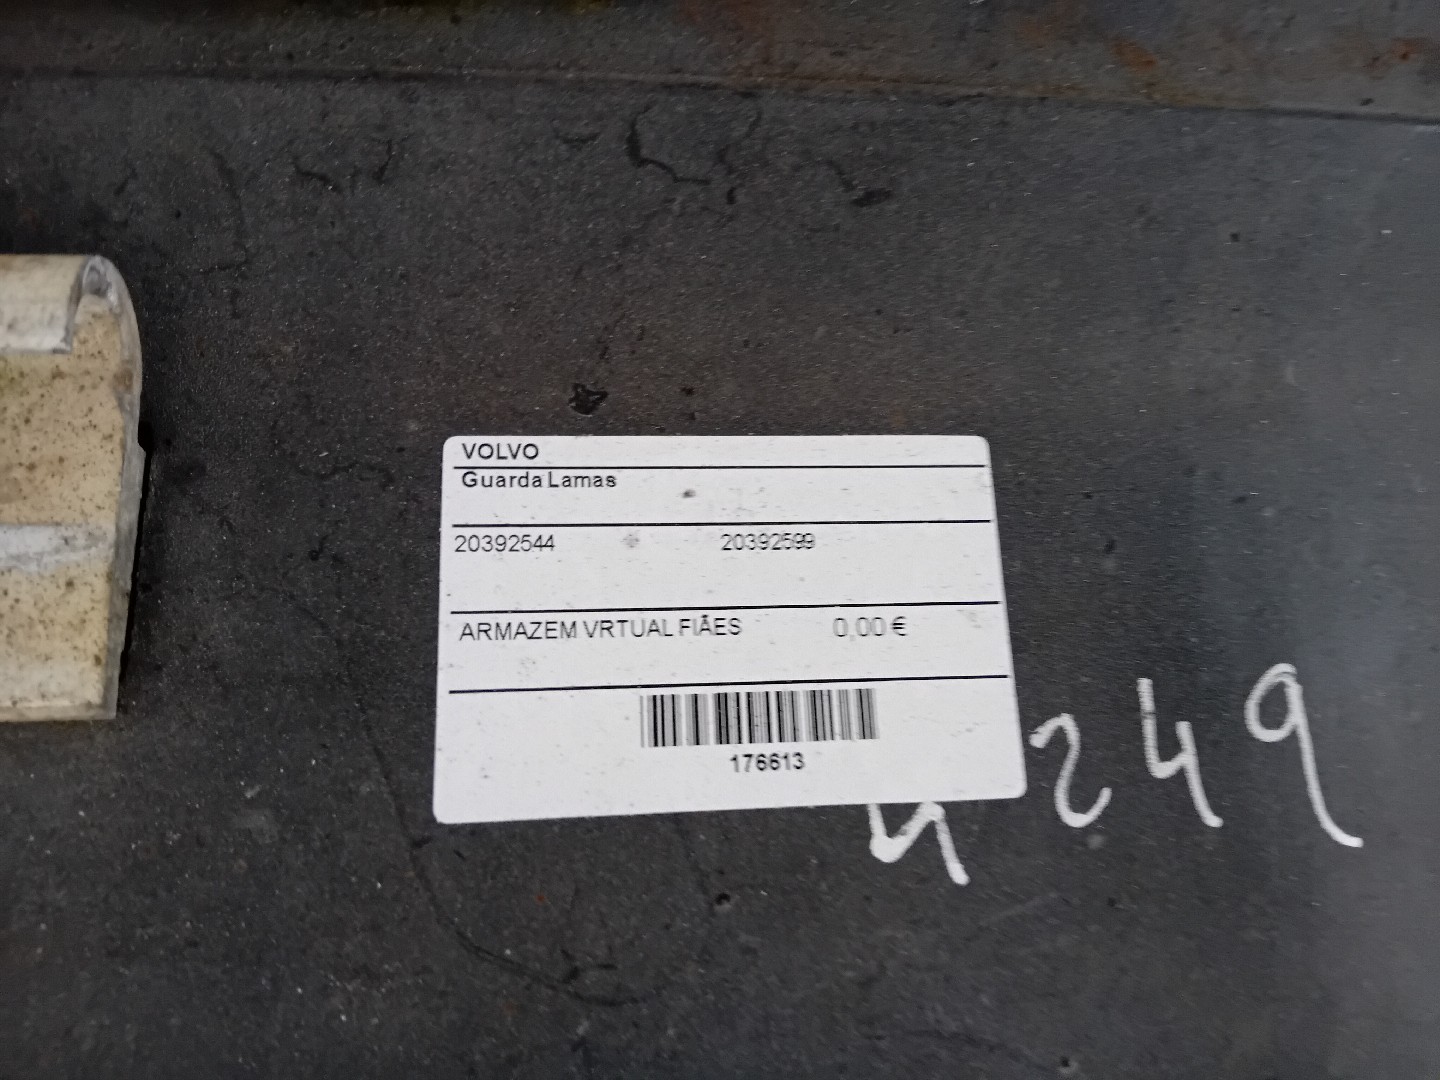 VOLVO
Guarda Lamas
20392544 20392599
ARMAZEM VRTUAL FIÃES 0,00 €
176613
4249